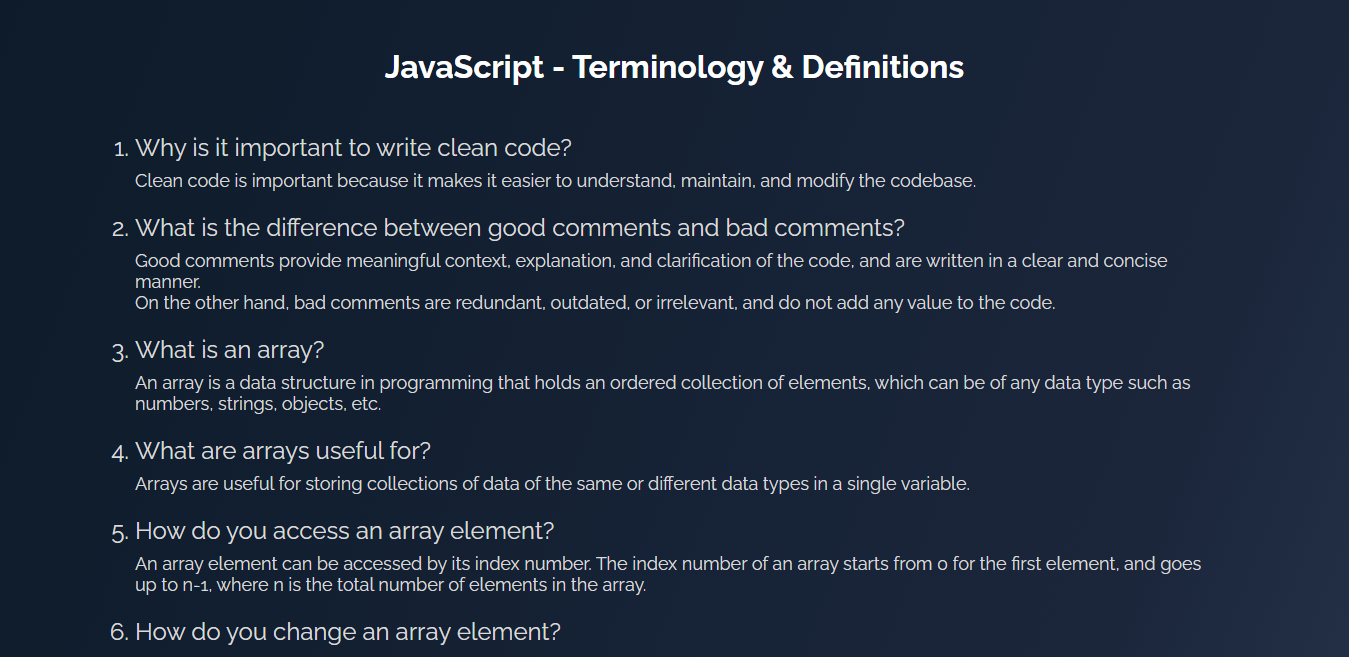 JavaScript - Terminology & Definitions
1. Why is it important to write clean code?
Clean code is important because it makes it easier to understand, maintain, and modify the codebase.
2. What is the difference between good comments and bad comments?
Good comments provide meaningful context, explanation, and clarification of the code, and are written in a clear and concise
manner.
On the other hand, bad comments are redundant, outdated, or irrelevant, and do not add any value to the code.
3. What is an array?
An array is a data structure in programming that holds an ordered collection of elements, which can be of any data type such as
numbers, strings, objects, etc.
4. What are arrays useful for?
Arrays are useful for storing collections of data of the same or different data types in a single variable.
5. How do you access an array element?
An array element can be accessed by its index number. The index number of an array starts from 0 for the first element, and goes
up to n-1, where n is the total number of elements in the array.
6. How do you change an array element?